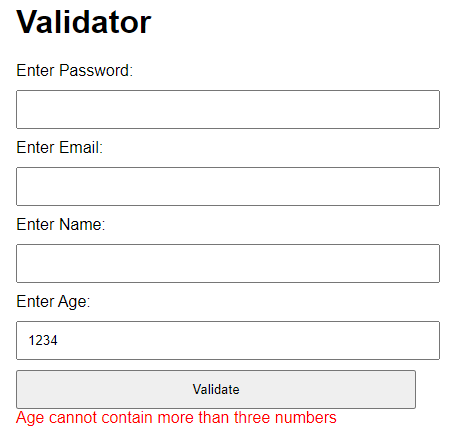 Validator
Enter Password:
Enter Email:
Enter Name:
Enter Age:
1234
Validate
Age cannot contain more than three numbers